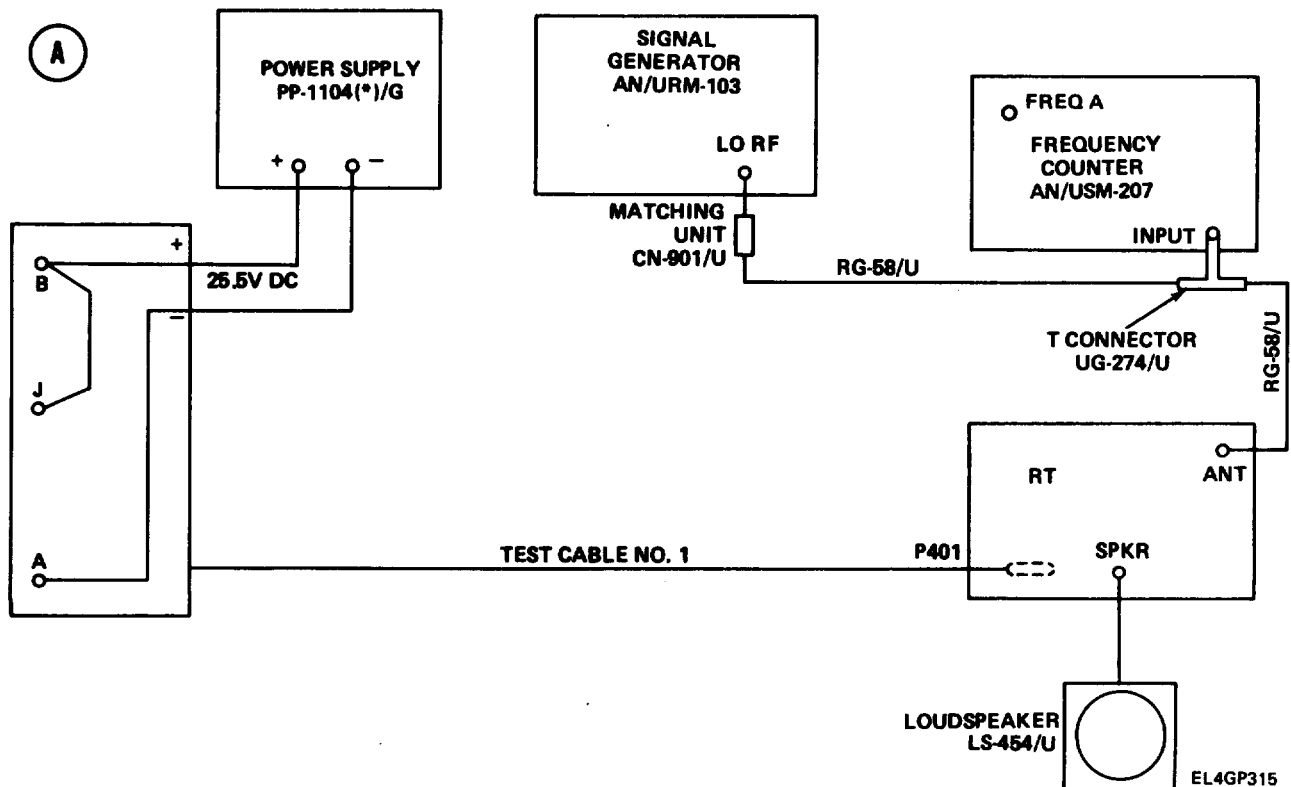 A
POWER SUPPLY
PP-1104(*)/G
+ −
SIGNAL
GENERATOR
AN/URM-103
LO RF
MATCHING
UNIT
CN-901/U
RG-58/U
FREQ A
FREQUENCY
COUNTER
AN/USM-207
INPUT
T CONNECTOR
UG-274/U
RG-58/U
+
B
25.5V DC
−
J
A
TEST CABLE NO. 1
P401
RT
ANT
SPKR
LOUDSPEAKER
LS-454/U
EL4GP315